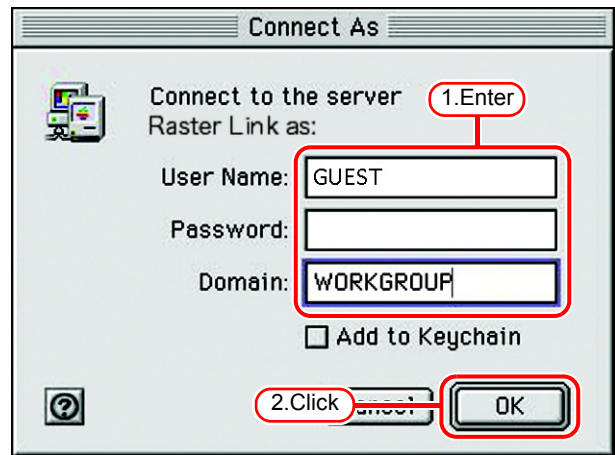 Connect As
Connect to the server
1.Enter
Raster Link as:
User Name: GUEST
Password:
Domain: WORKGROUP
Add to Keychain
2.Click
OK